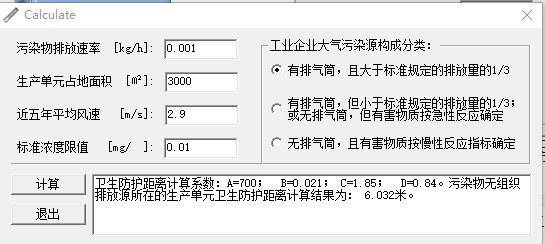 Calculate
污染物排放速率 [kg/h]: 0.001
生产单元占地面积 [m²]: 3000
近五年平均风速 [m/s]: 2.9
标准浓度限值 [mg/ ]: 0.01
工业企业大气污染源构成分类:
有排气筒，且大于标准规定的排放量的1/3
有排气筒，但小于标准规定的排放量的1/3；
或无排气筒，但有害物质按急性反应确定
无排气筒，且有害物质按慢性反应指标确定
计算
退出
卫生防护距离计算系数: A=700; B=0.021; C=1.85; D=0.84。污染物无组织
排放源所在的生产单元卫生防护距离计算结果为: 6.032米。